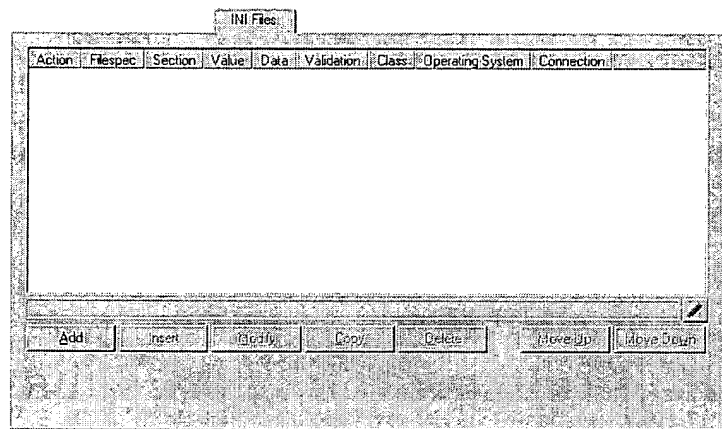 INI Files
Action Filespec Section Value Data Validation Class Operating System Connection
Add Insert Modify Copy Delete Move Up Move Down